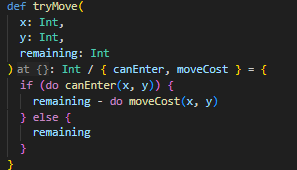 def tryMove(
x: Int,
y: Int,
remaining: Int
) at {}: Int / { canEnter, moveCost } = {
if (do canEnter(x, y)) {
remaining - do moveCost(x, y)
} else {
remaining
}
}